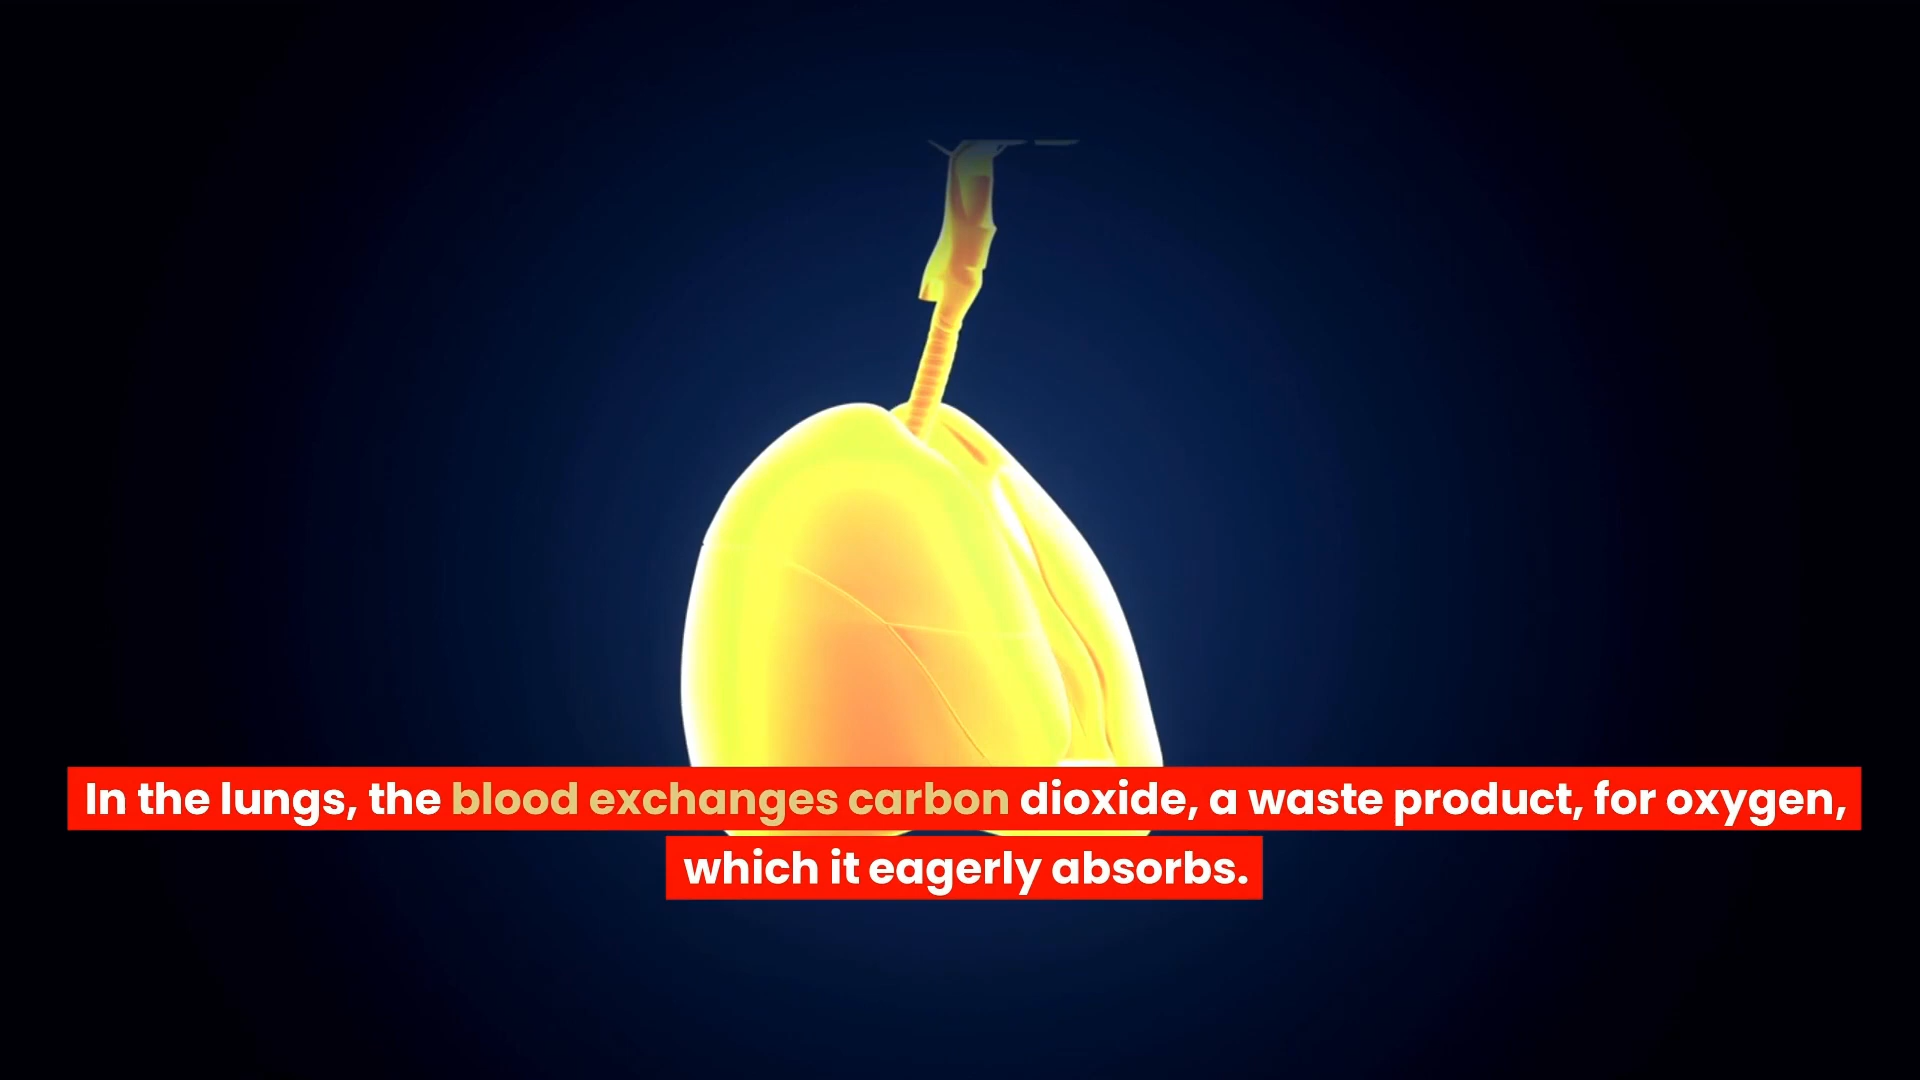 In the lungs, the blood exchanges carbon dioxide, a waste product, for oxygen,
which it eagerly absorbs.